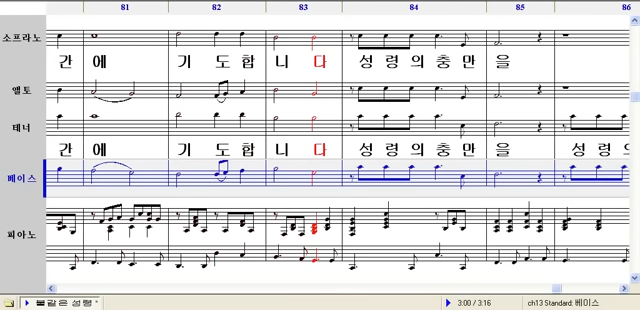 81 82 83 84 85 86
소프라노
간에 기도합니다 성령의충만을
엘토
테너
간에 기도합니다 성령의충만을 성령으
베이스
피아노
불같은 성령 * 3:00 / 3:16 ch13 Standard: 베이스